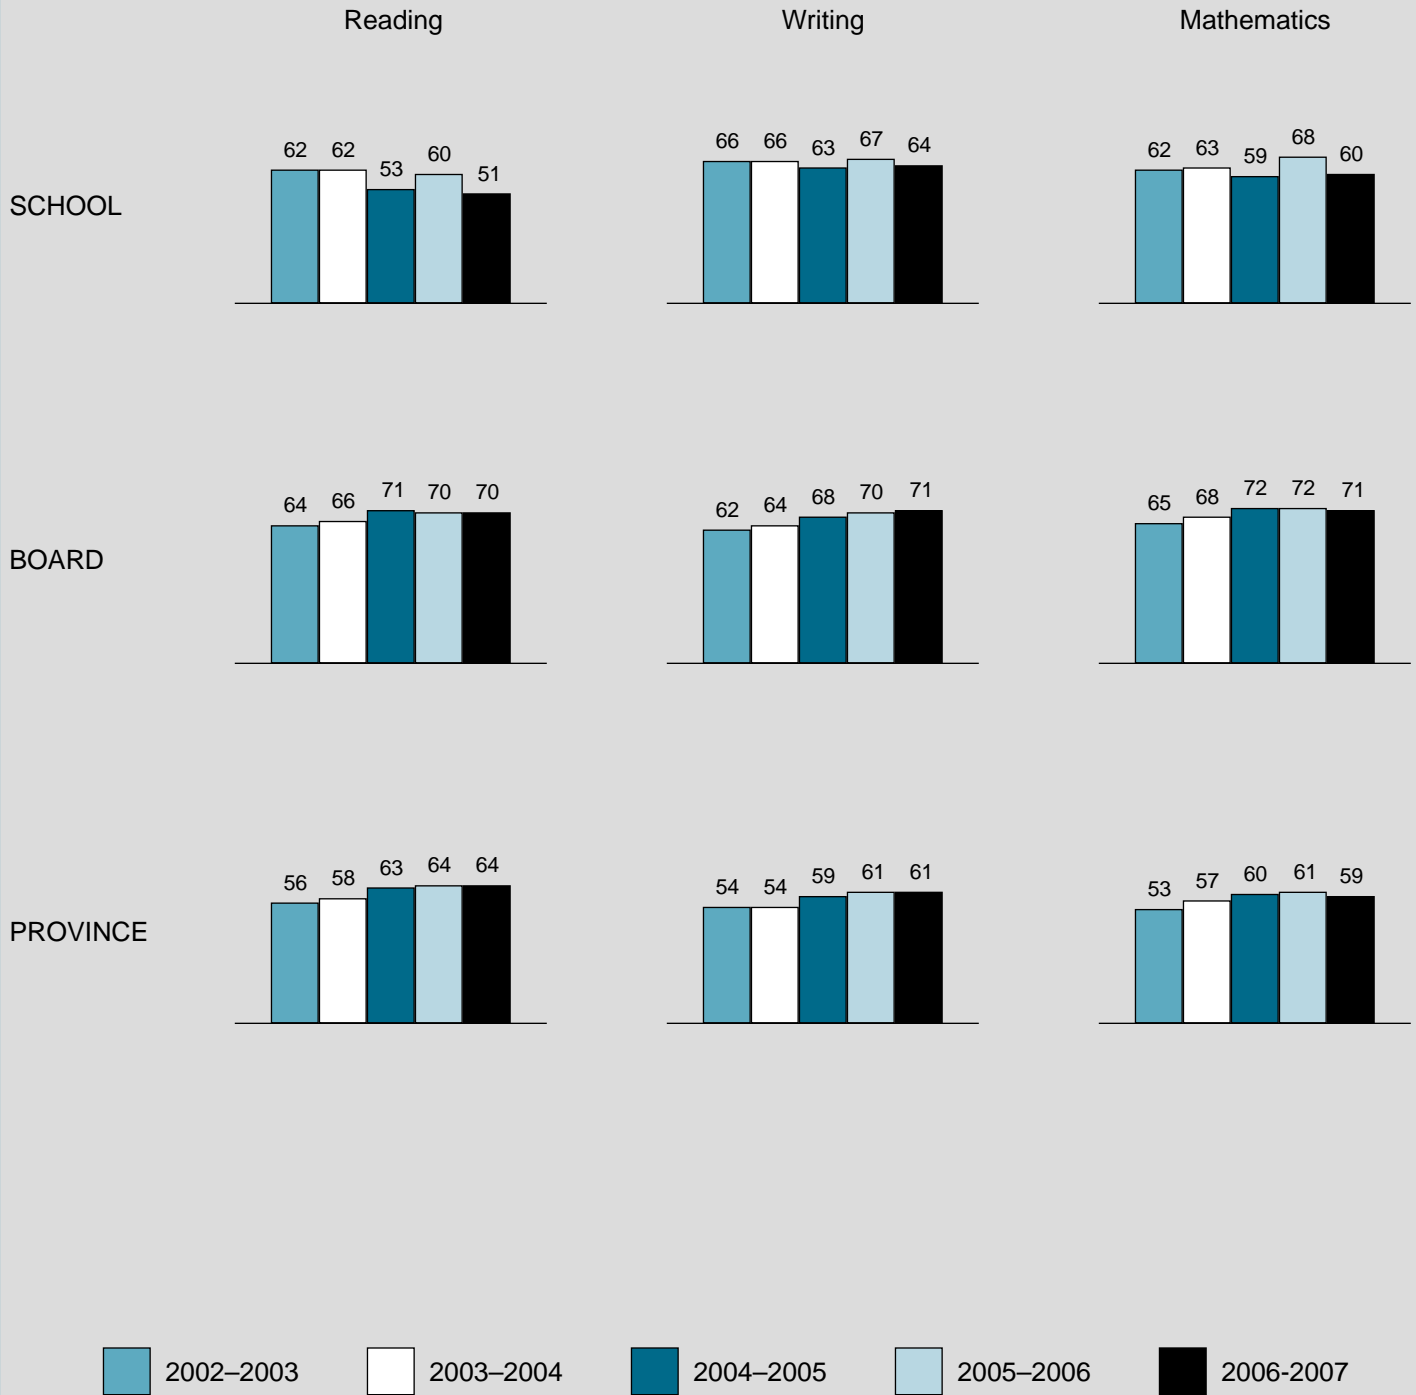 Reading Writing Mathematics
SCHOOL
62 62 53 60 51
66 66 63 67 64
62 63 59 68 60
BOARD
64 66 71 70 70
62 64 68 70 71
65 68 72 72 71
PROVINCE
56 58 63 64 64
54 54 59 61 61
53 57 60 61 59
2002–2003 2003–2004 2004–2005 2005–2006 2006-2007